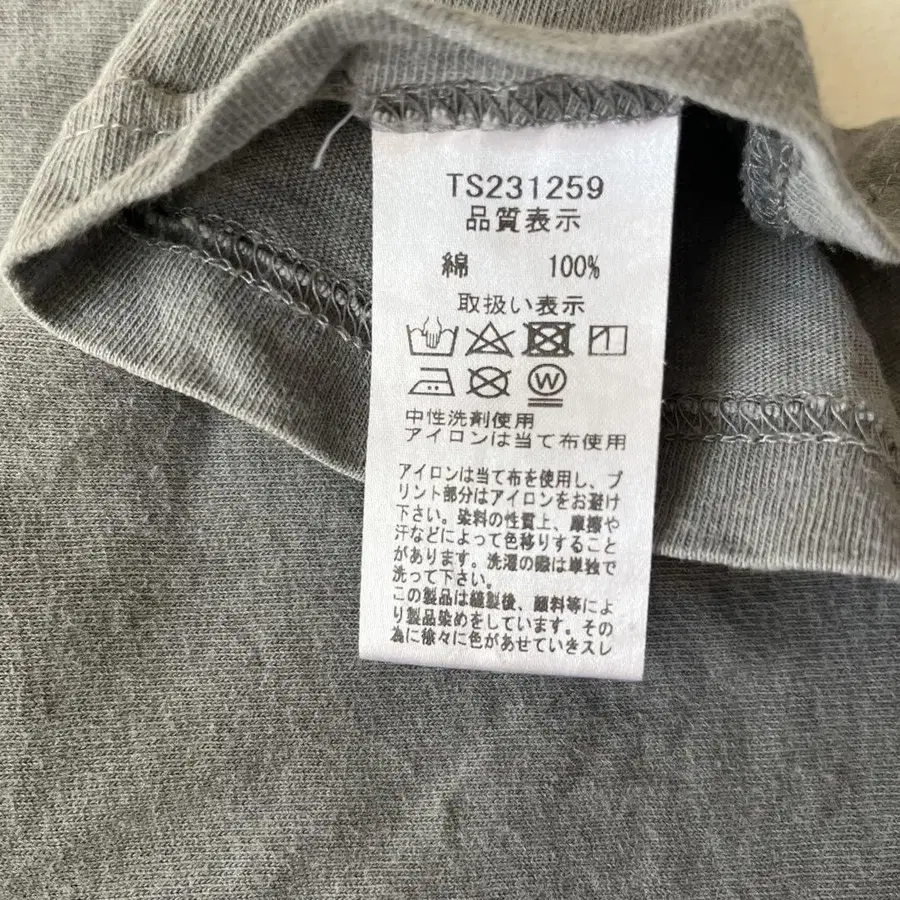 TS231259
品質表示
綿 100%
取扱い表示
W
中性洗剤使用
アイロンは当て布使用
アイロンは当て布を使用し、プ
リント部分はアイロンをお避け
下さい。染料の性質上、摩擦や
汗などによって色移りすること
があります。洗濯の際は単独で
洗って下さい。
この製品は縫製後、顔料等によ
り製品染めをしています。その
為に徐々に色があせていきスレ